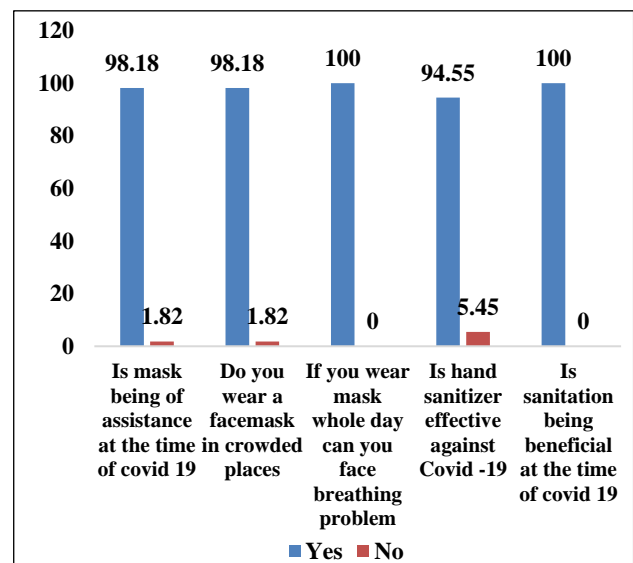 120
100
80
60
40
20
0
98.18
1.82
98.18
1.82
100
0
94.55
5.45
100
0
Is mask
being of
assistance
at the time
of covid 19
Do you
wear a
facemask
in crowded
places
If you wear
mask
whole day
can you
face
breathing
problem
Is hand
sanitizer
effective
against
Covid -19
Is
sanitation
being
beneficial
at the time
of covid 19
Yes No